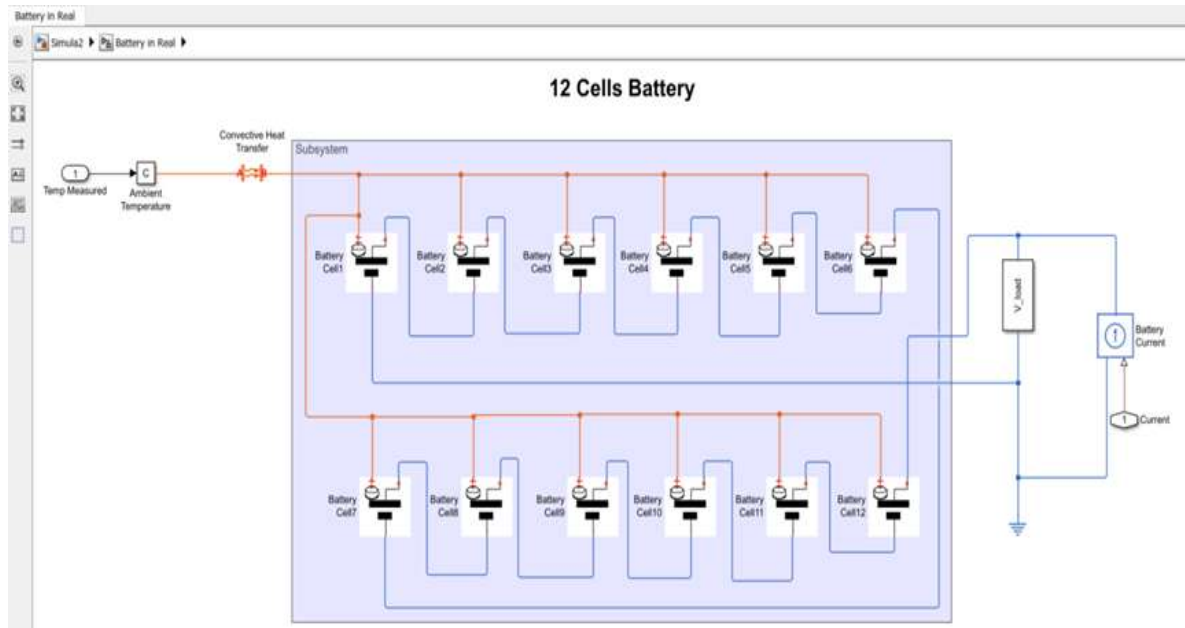 Battery in Real
Simula2 ▶ Battery in Real ▶
12 Cells Battery
Convective Heat
Transfer
Subsystem
1
Temp Measured
C
Ambient
Temperature
Battery
Cell1
Battery
Cell2
Battery
Cell3
Battery
Cell4
Battery
Cell5
Battery
Cell6
V_load
Battery
Current
1
Current
Battery
Cell7
Battery
Cell8
Battery
Cell9
Battery
Cell10
Battery
Cell11
Battery
Cell12